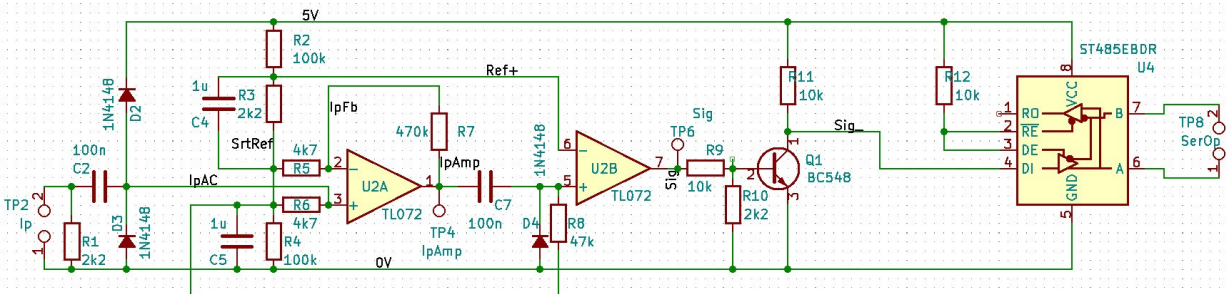 5V
R2
100k
1N4148
D2
1u
C4
R3
2k2
SrtRef
Ref+
IpFb
470k
R7
100n
C2
IpAC
4k7
R5
R6
4k7
2
3
1
U2A
TL072
IpAmp
TP4
IpAmp
TP2
Ip
2
1
R1
2k2
D3
1N4148
1u
C5
R4
100k
0V
C7
100n
1N4148
D4
R8
47k
6
5
7
U2B
TL072
Sig
TP6
Sig
R9
10k
R10
2k2
R11
10k
1
2
3
Q1
BC548
Sig_
R12
10k
ST485EBDR
U4
8
VCC
1
RO
2
RE
3
DE
4
DI
B
7
A
6
GND
5
TP8
SerOp
2
1